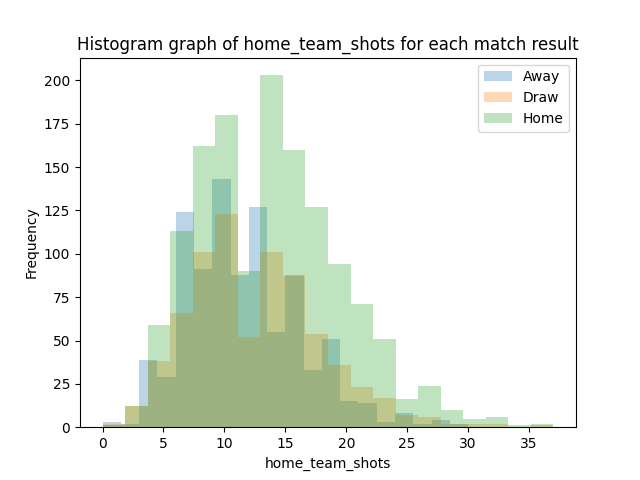 Histogram graph of home_team_shots for each match result
Away
Draw
Home
200
175
150
125
100
75
50
25
0
Frequency
0 5 10 15 20 25 30 35
home_team_shots